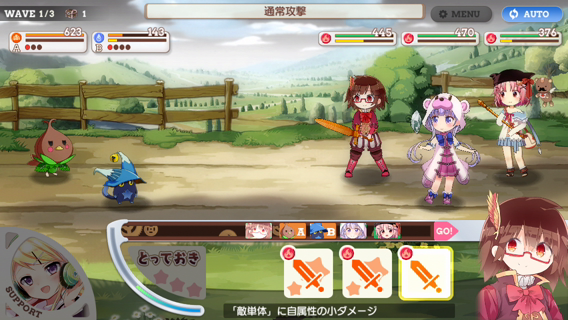 WAVE 1/3 1
通常攻撃
MENU
AUTO
623
A
143
B
445
470
376
A B
GO!
SUPPORT
とっておき
「敵単体」に自属性の小ダメージ